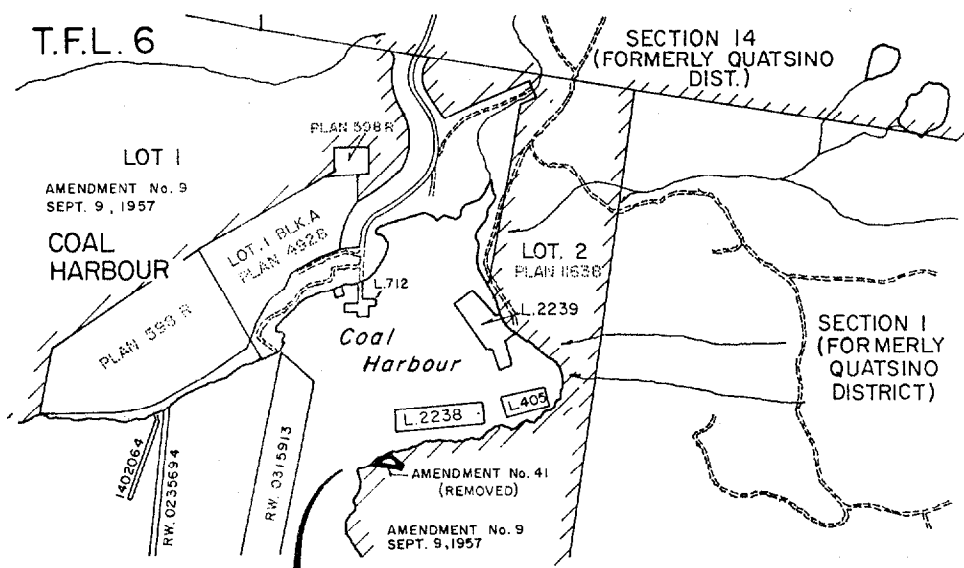 T.F.L. 6
SECTION 14
(FORMERLY QUATSINO
DIST.)
PLAN 598 R
LOT 1
AMENDMENT No. 9
SEPT. 9, 1957
COAL
HARBOUR
LOT. 1 BLK. A
PLAN 4926
PLAN 593 R
L.712
LOT. 2
PLAN 11638
L.2239
Coal
Harbour
SECTION 1
(FORMERLY
QUATSINO
DISTRICT)
L.2238
L.405
1402064
RW. 0235694
RW. 0315913
AMENDMENT No. 41
(REMOVED)
AMENDMENT No. 9
SEPT. 9, 1957